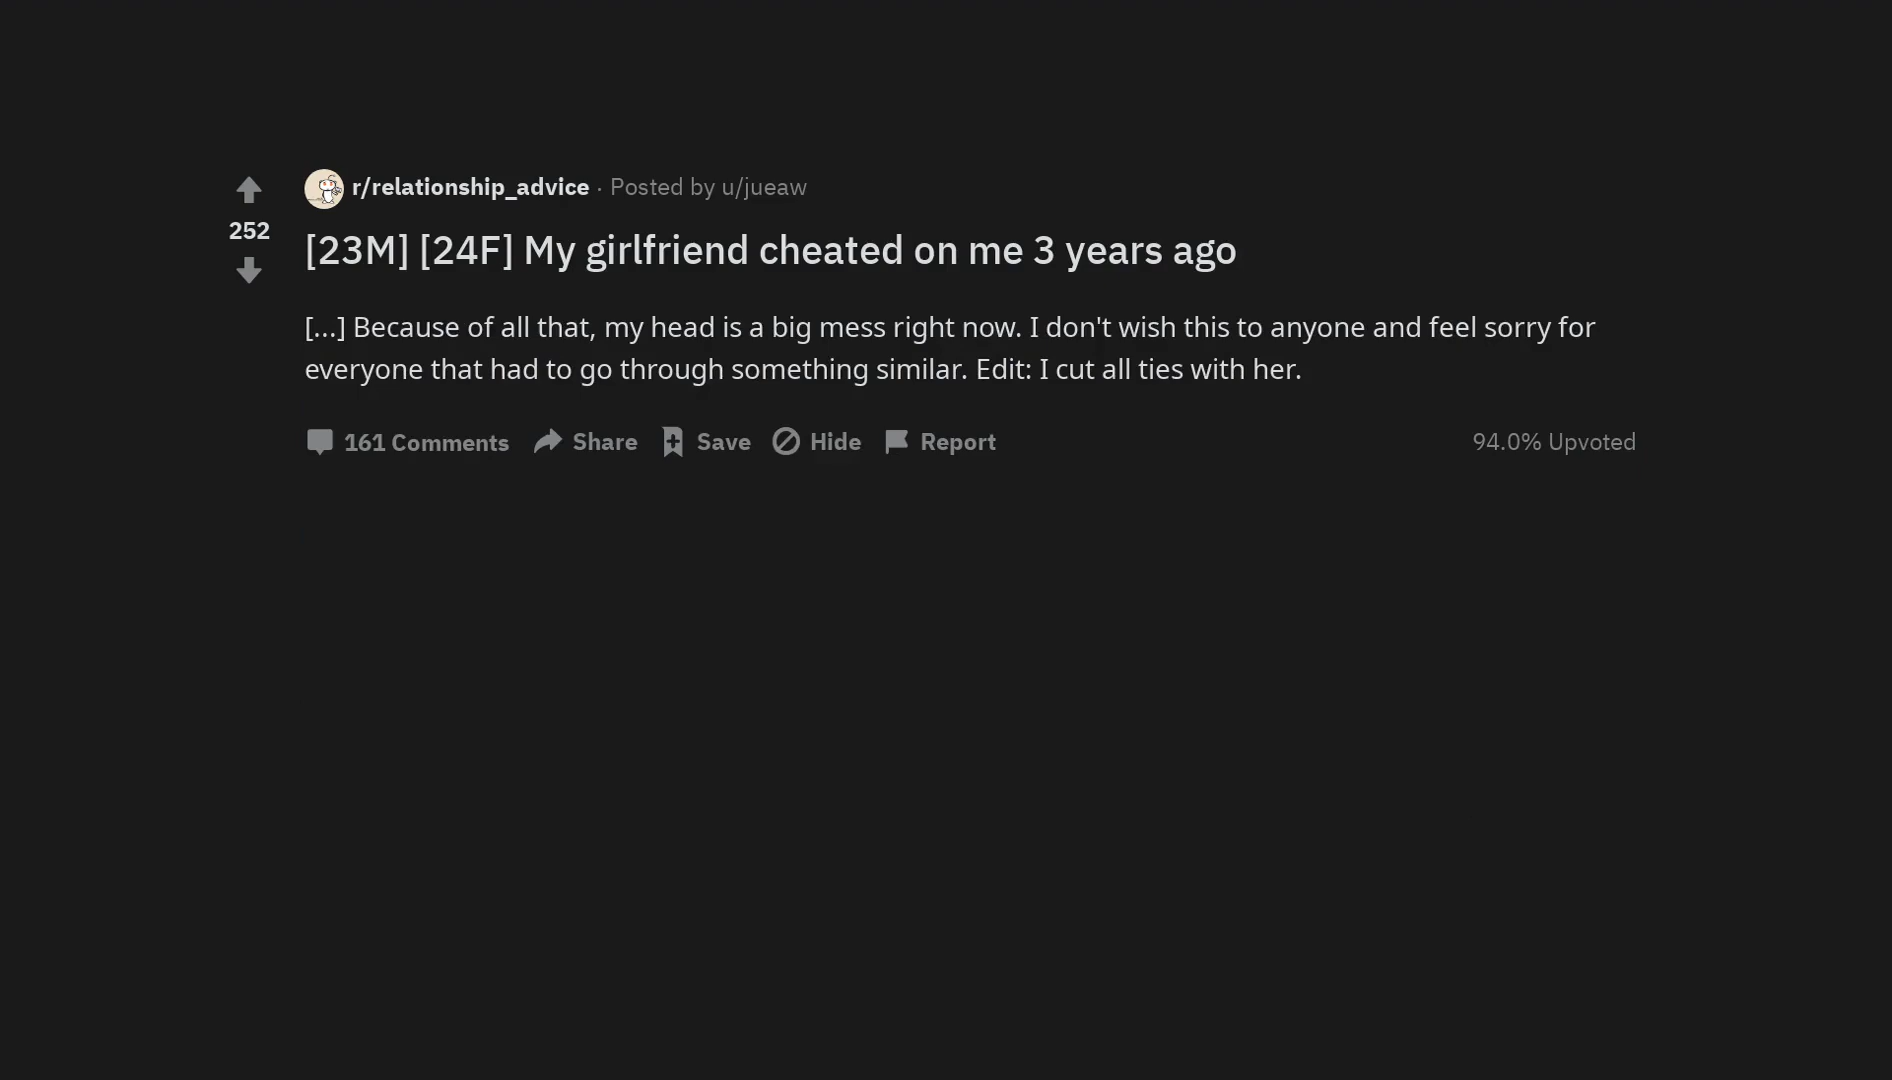 r/relationship_advice · Posted by u/jueaw
252
[23M] [24F] My girlfriend cheated on me 3 years ago
[...] Because of all that, my head is a big mess right now. I don't wish this to anyone and feel sorry for
everyone that had to go through something similar. Edit: I cut all ties with her.
161 Comments Share Save Hide Report 94.0% Upvoted